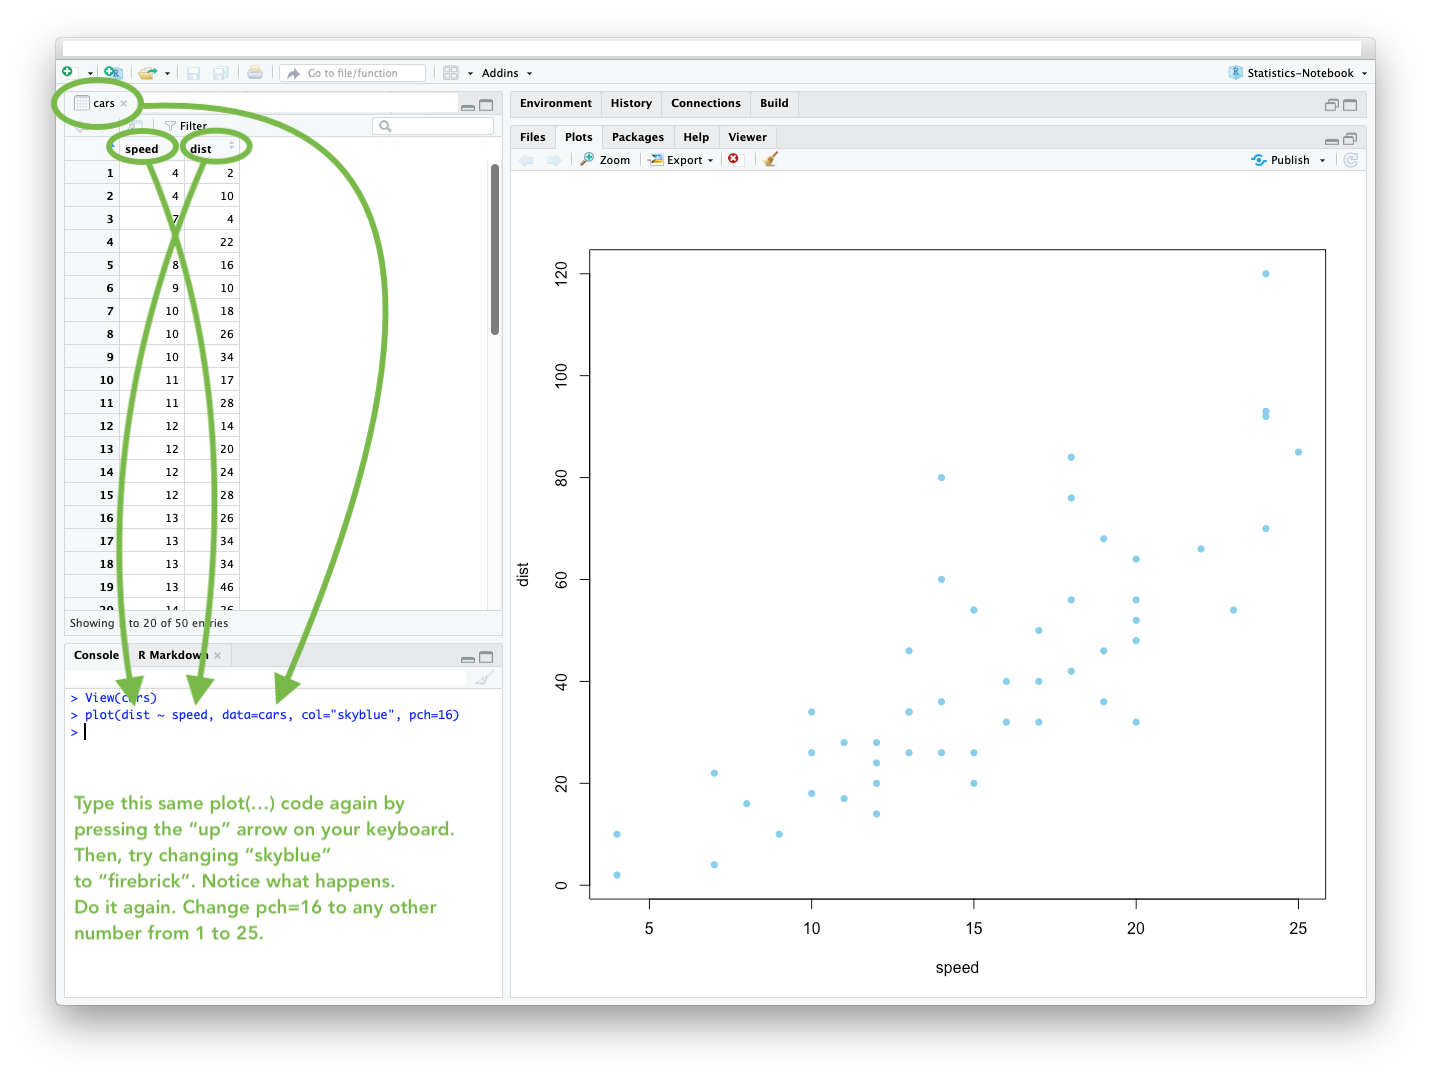 Go to file/function
Addins
Statistics-Notebook
cars
Filter
speed dist
1 4 2
2 4 10
3 7 4
4 22
5 8 16
6 9 10
7 10 18
8 10 26
9 10 34
10 11 17
11 11 28
12 12 14
13 12 20
14 12 24
15 12 28
16 13 26
17 13 34
18 13 34
19 13 46
20 14 26
Showing 1 to 20 of 50 entries
Console R Markdown
> View(cars)
> plot(dist ~ speed, data=cars, col="skyblue", pch=16)
>
Type this same plot(...) code again by
pressing the “up” arrow on your keyboard.
Then, try changing “skyblue”
to “firebrick”. Notice what happens.
Do it again. Change pch=16 to any other
number from 1 to 25.
Environment History Connections Build
Files Plots Packages Help Viewer
Zoom Export Publish
120
100
80
60
40
20
0
dist
5 10 15 20 25
speed